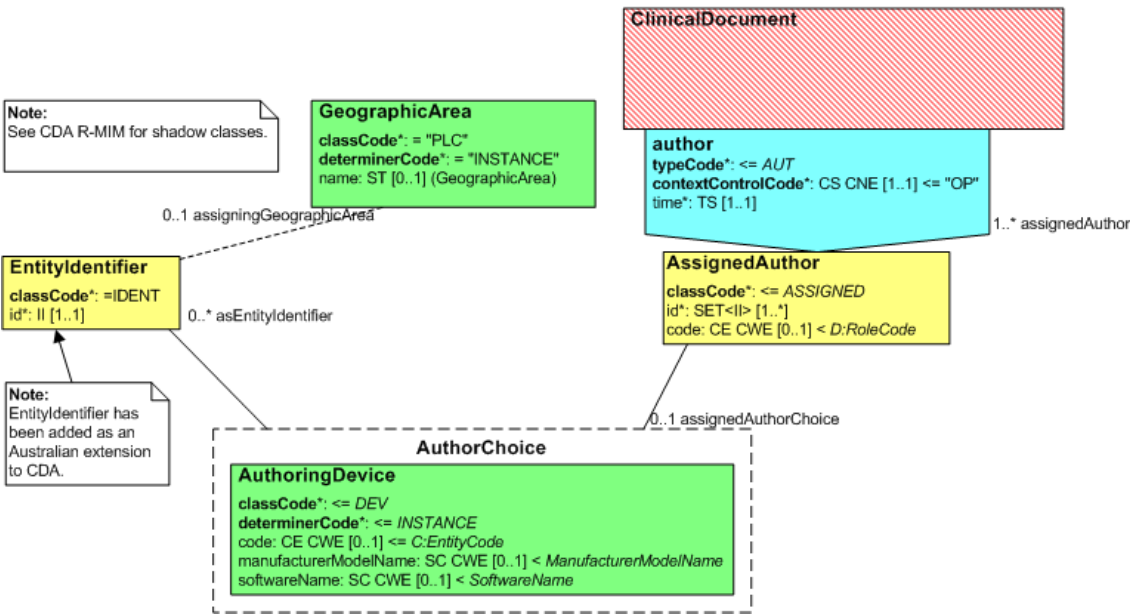 ClinicalDocument
Note:
See CDA R-MIM for shadow classes.
GeographicArea
classCode*: = "PLC"
determinerCode*: = "INSTANCE"
name: ST [0..1] (GeographicArea)
author
typeCode*: <= AUT
contextControlCode*: CS CNE [1..1] <= "OP"
time*: TS [1..1]
0..1 assigningGeographicArea
1..* assignedAuthor
EntityIdentifier
classCode*: =IDENT
id*: II [1..1]
0..* asEntityIdentifier
AssignedAuthor
classCode*: <= ASSIGNED
id*: SET<II> [1..*]
code: CE CWE [0..1] < D:RoleCode
Note:
EntityIdentifier has
been added as an
Australian extension
to CDA.
0..1 assignedAuthorChoice
AuthorChoice
AuthoringDevice
classCode*: <= DEV
determinerCode*: <= INSTANCE
code: CE CWE [0..1] <= C:EntityCode
manufacturerModelName: SC CWE [0..1] < ManufacturerModelName
softwareName: SC CWE [0..1] < SoftwareName